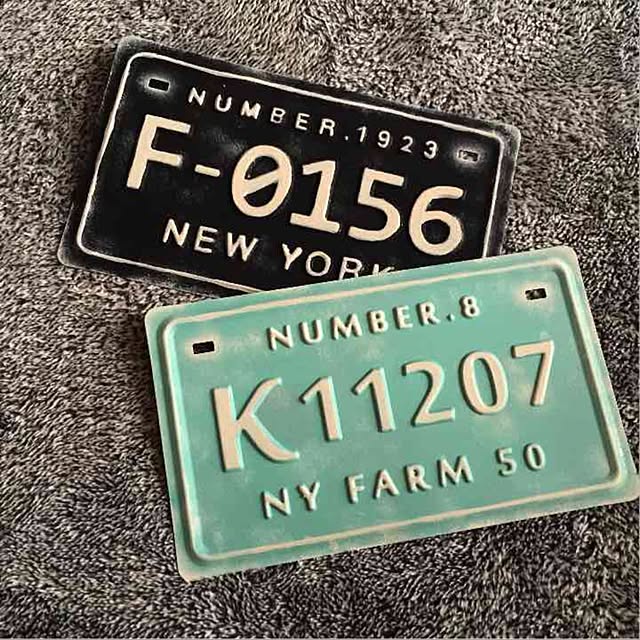 NUMBER.1923
F-0156
NEW YORK
NUMBER.8
K11207
NY FARM 50